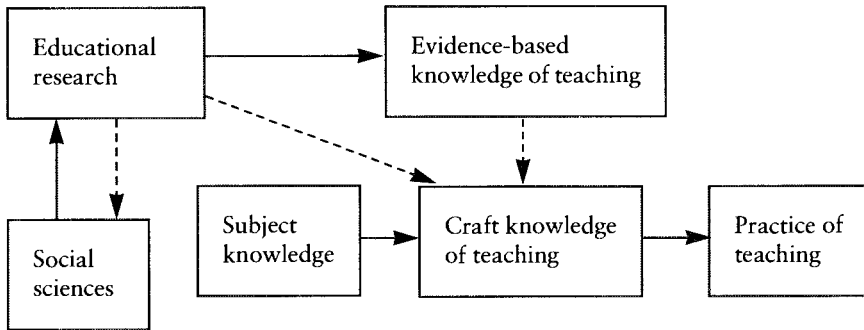 Educational
research
Evidence-based
knowledge of teaching
Social
sciences
Subject
knowledge
Craft knowledge
of teaching
Practice of
teaching